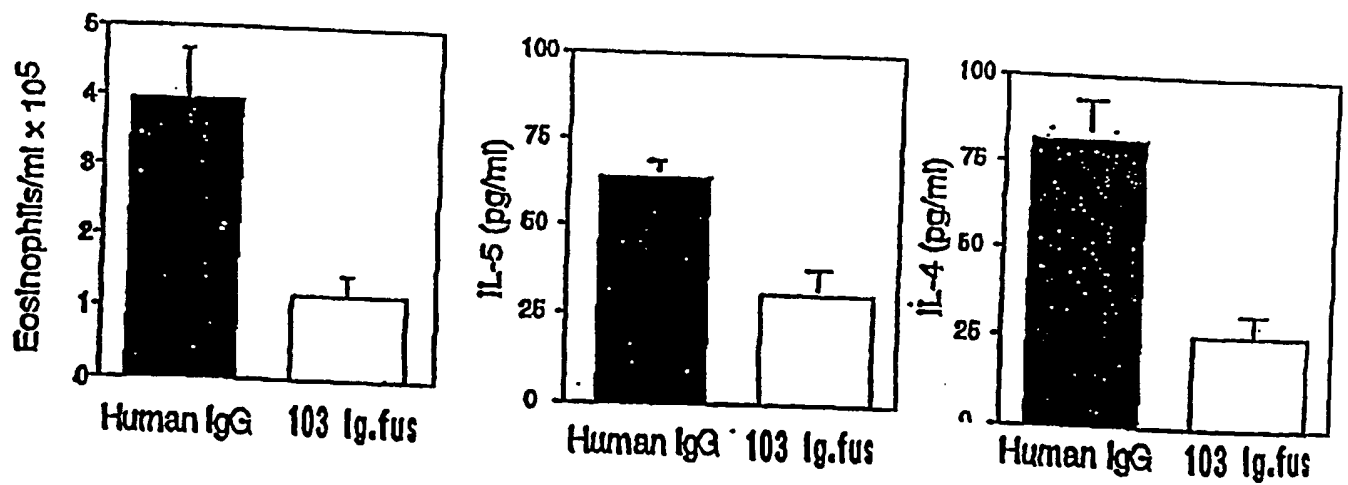 Eosinophils/ml x 10⁵
5
4
3
2
1
0
Human IgG 103 Ig.fus
IL-5 (pg/ml)
100
75
50
25
0
Human IgG 103 Ig.fus
IL-4 (pg/ml)
100
75
50
25
0
Human IgG 103 Ig.fus